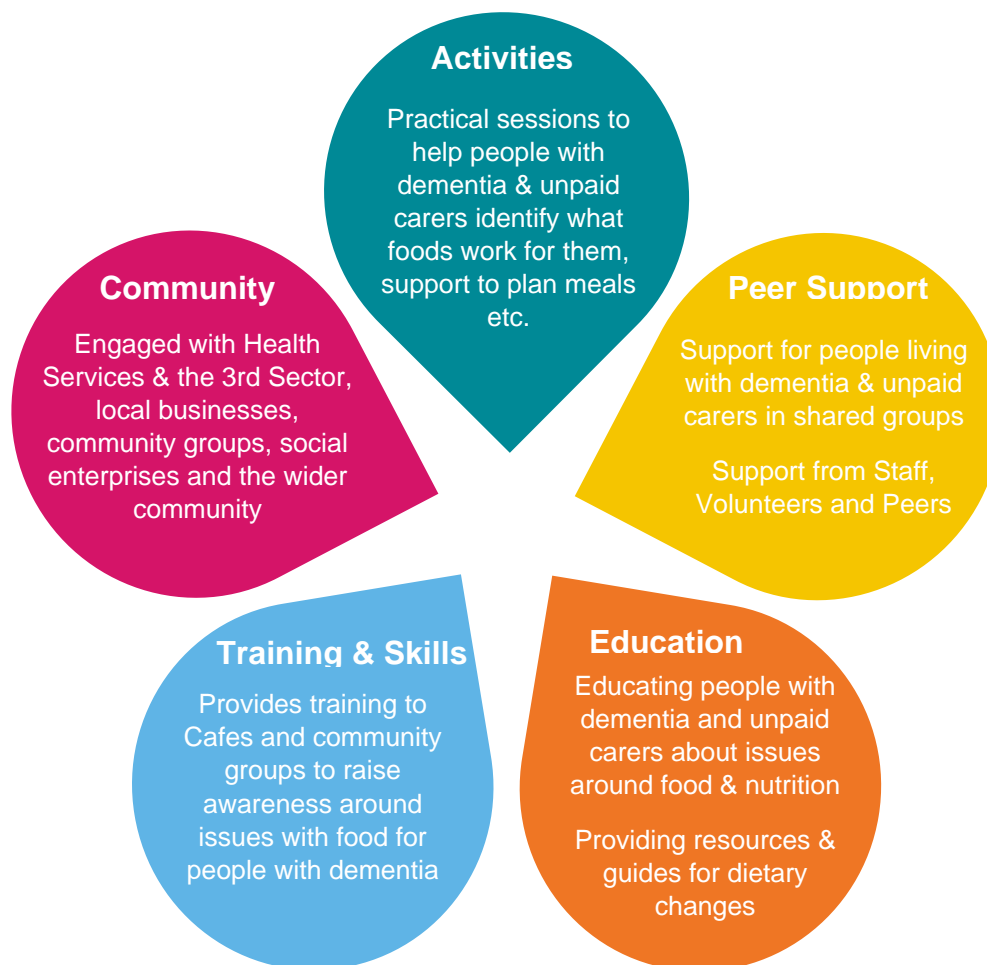 Activities
Practical sessions to
help people with
dementia & unpaid
carers identify what
foods work for them,
support to plan meals
etc.
Peer Support
Support for people living
with dementia & unpaid
carers in shared groups
Support from Staff,
Volunteers and Peers
Education
Educating people with
dementia and unpaid
carers about issues
around food & nutrition
Providing resources &
guides for dietary
changes
Training & Skills
Provides training to
Cafes and community
groups to raise
awareness around
issues with food for
people with dementia
Community
Engaged with Health
Services & the 3rd Sector,
local businesses,
community groups, social
enterprises and the wider
community